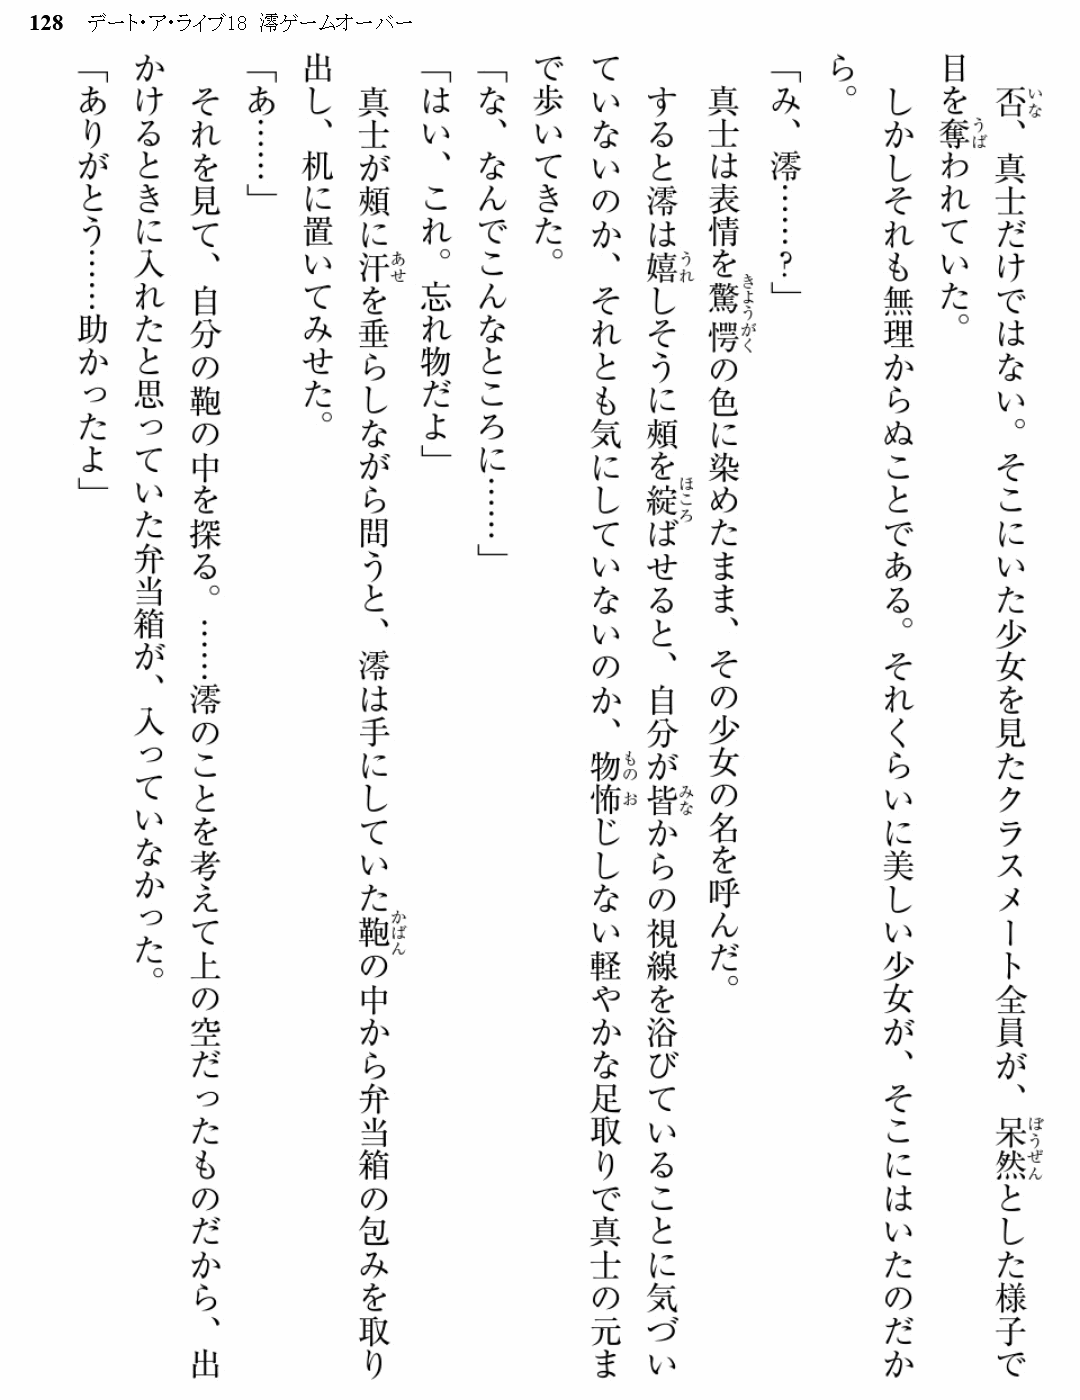 128 デート・ア・ライブ18 澪ゲームオーバー
否、真士だけではない。そこにいた少女を見たクラスメート全員が、呆然とした様子で
目を奪われていた。
しかしそれも無理からぬことである。それくらいに美しい少女が、そこにはいたのだか
ら。
「み、澪……？」
真士は表情を驚愕の色に染めたまま、その少女の名を呼んだ。
すると澪は嬉しそうに頰を綻ばせると、自分が皆からの視線を浴びていることに気づい
ていないのか、それとも気にしていないのか、物怖じしない軽やかな足取りで真士の元ま
で歩いてきた。
「な、なんでこんなところに……」
「はい、これ。忘れ物だよ」
真士が頰に汗を垂らしながら問うと、澪は手にしていた鞄の中から弁当箱の包みを取り
出し、机に置いてみせた。
「あ……」
それを見て、自分の鞄の中を探る。……澪のことを考えて上の空だったものだから、出
かけるときに入れたと思っていた弁当箱が、入っていなかった。
「ありがとう……助かったよ」